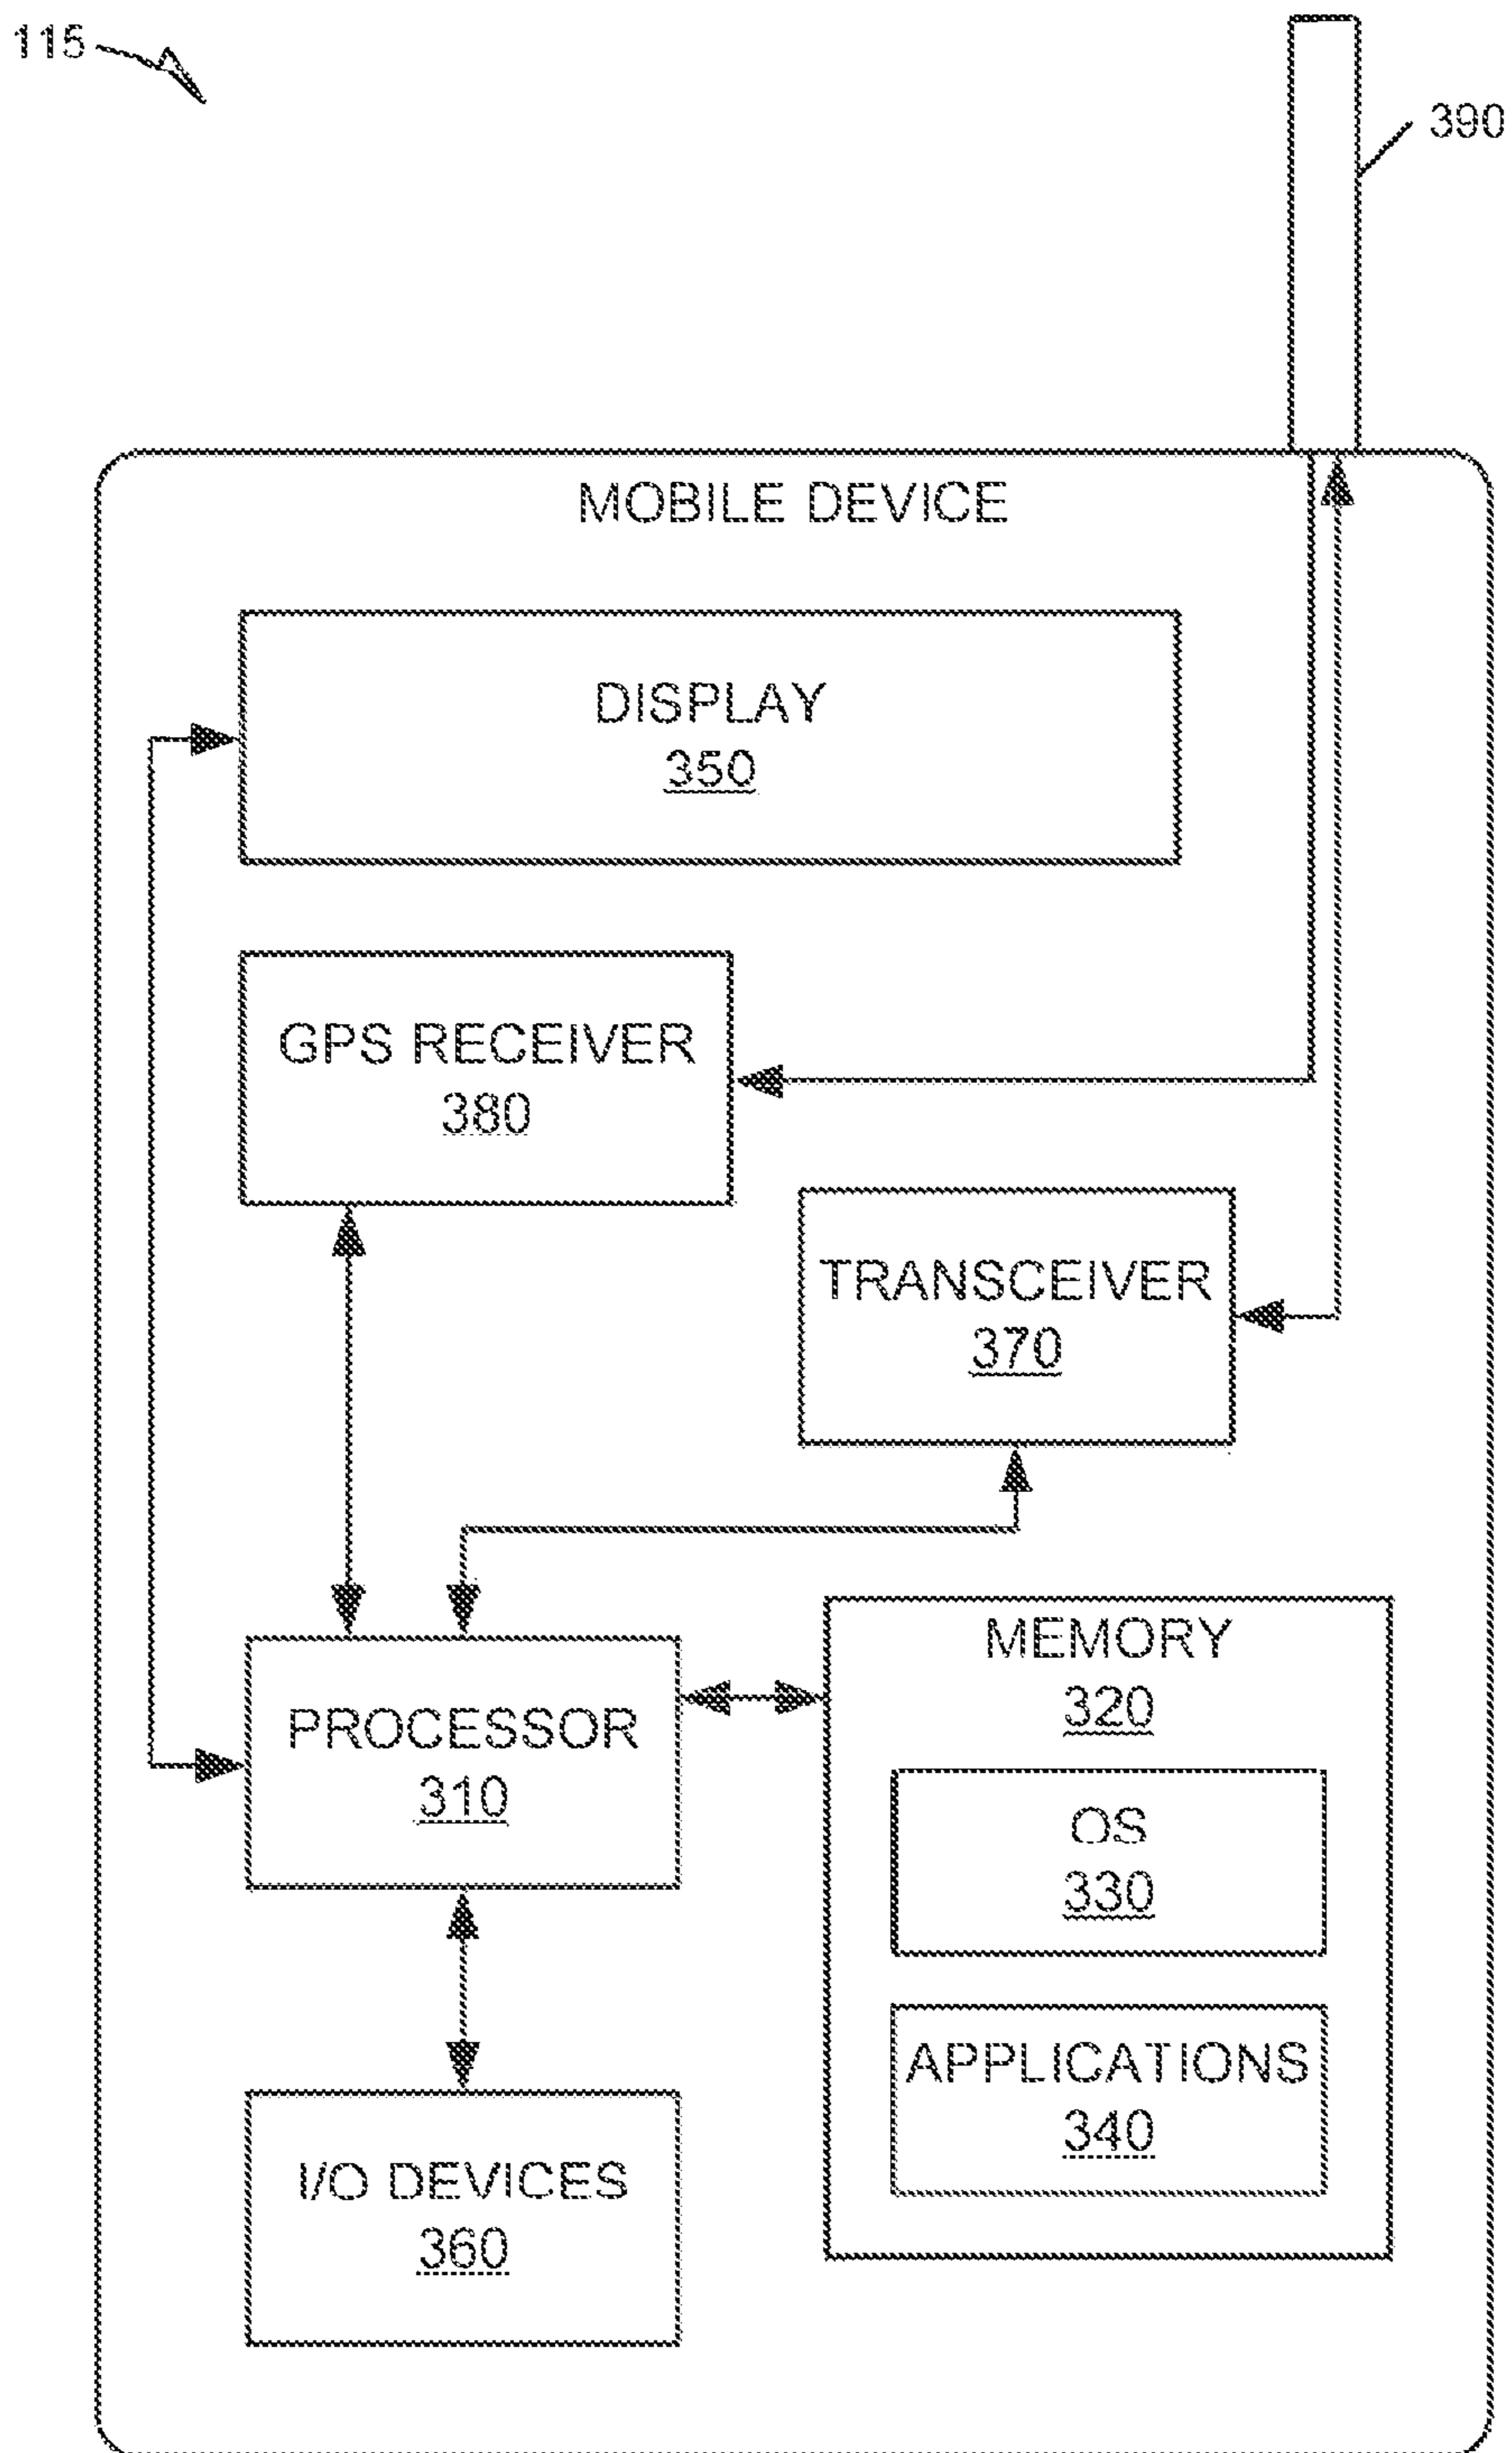 115
390
MOBILE DEVICE
DISPLAY
350
GPS RECEIVER
380
TRANSCEIVER
370
MEMORY
320
PROCESSOR
310
OS
330
APPLICATIONS
340
I/O DEVICES
360